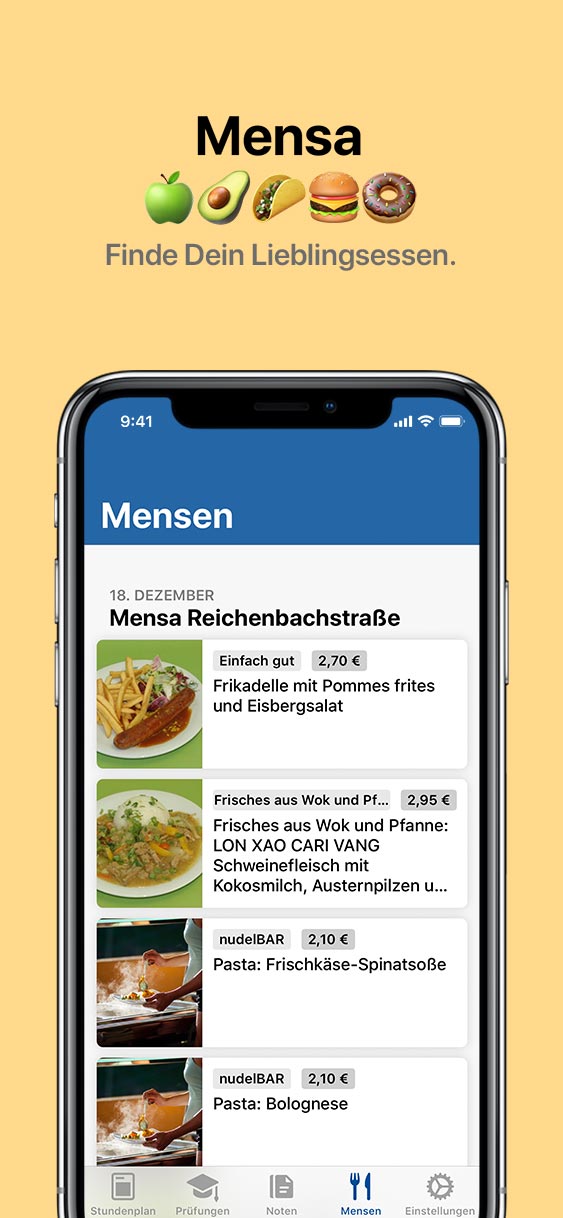 Mensa
Finde Dein Lieblingsessen.
9:41
Mensen
18. DEZEMBER
Mensa Reichenbachstraße
Einfach gut 2,70 €
Frikadelle mit Pommes frites
und Eisbergsalat
Frisches aus Wok und Pf... 2,95 €
Frisches aus Wok und Pfanne:
LON XAO CARI VANG
Schweinefleisch mit
Kokosmilch, Austernpilzen u...
nudelBAR 2,10 €
Pasta: Frischkäse-Spinatsoße
nudelBAR 2,10 €
Pasta: Bolognese
Stundenplan Prüfungen Noten Mensen Einstellungen